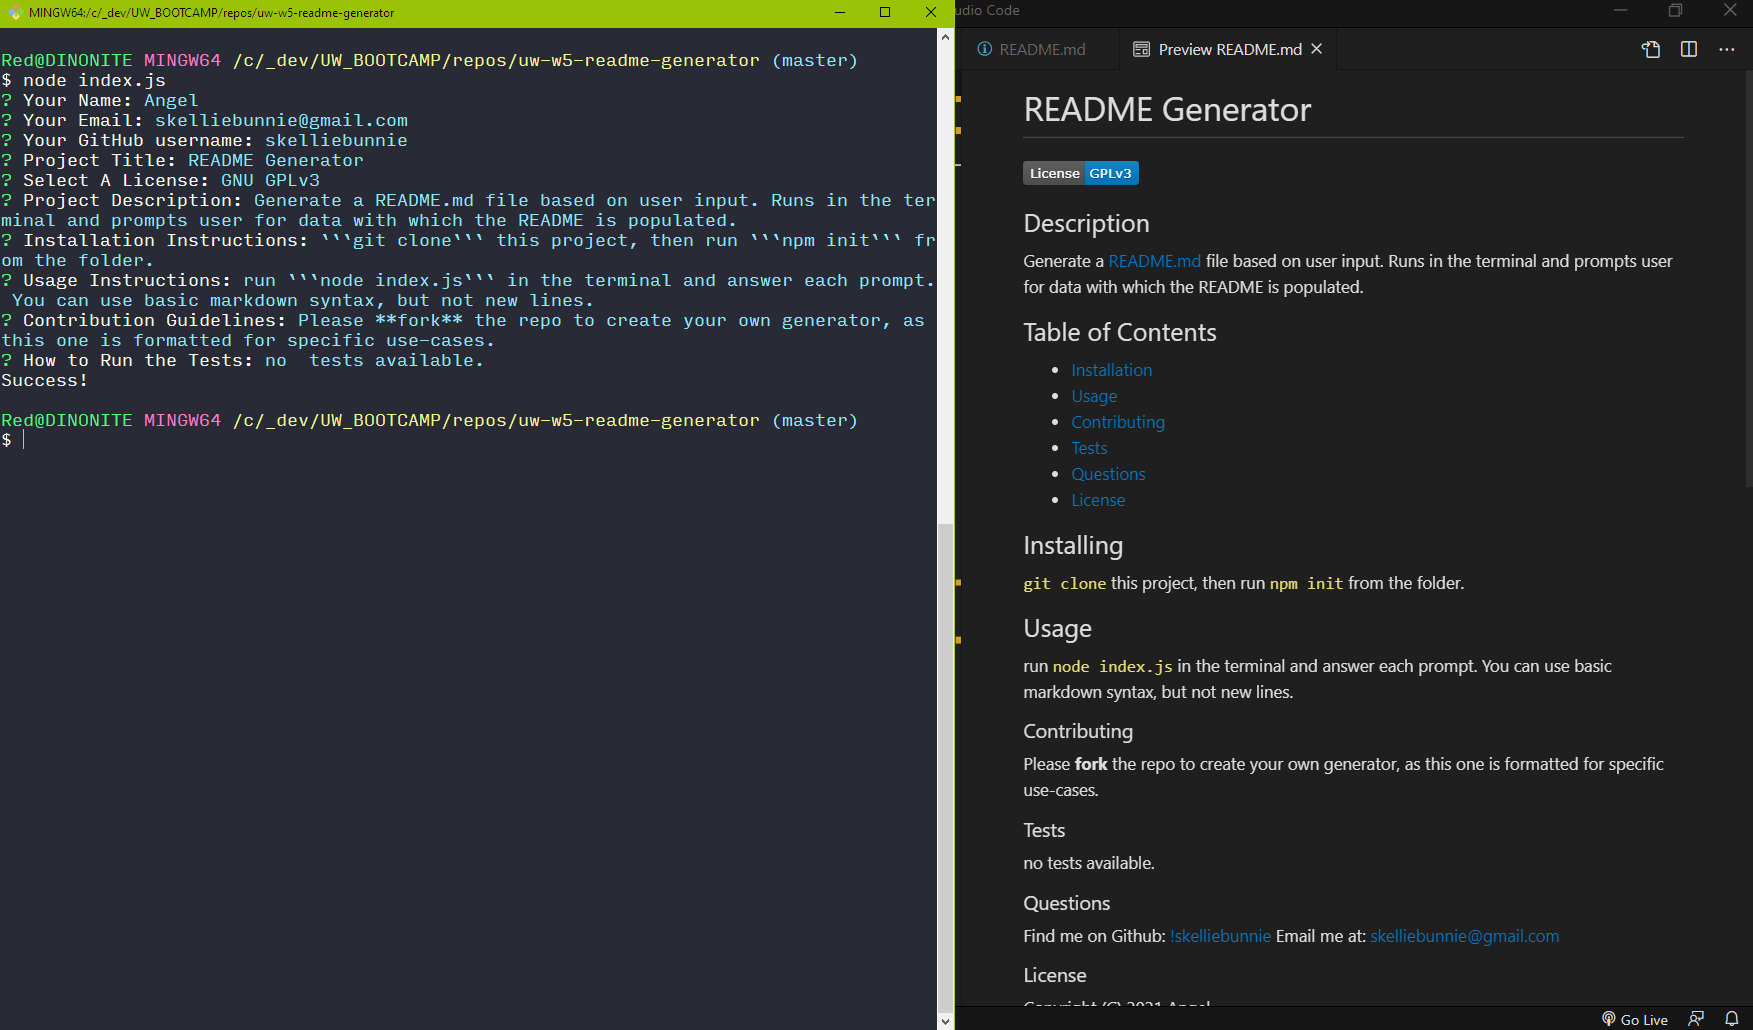 MINGW64:/c/_dev/UW_BOOTCAMP/repos/uw-w5-readme-generator
Red@DINONITE MINGW64 /c/_dev/UW_BOOTCAMP/repos/uw-w5-readme-generator (master)
$ node index.js
? Your Name: Angel
? Your Email: skelliebunnie@gmail.com
? Your GitHub username: skelliebunnie
? Project Title: README Generator
? Select A License: GNU GPLv3
? Project Description: Generate a README.md file based on user input. Runs in the ter
minal and prompts user for data with which the README is populated.
? Installation Instructions: ```git clone``` this project, then run ```npm init``` fr
om the folder.
? Usage Instructions: run ```node index.js``` in the terminal and answer each prompt.
You can use basic markdown syntax, but not new lines.
? Contribution Guidelines: Please **fork** the repo to create your own generator, as
this one is formatted for specific use-cases.
? How to Run the Tests: no  tests available.
Success!
Red@DINONITE MINGW64 /c/_dev/UW_BOOTCAMP/repos/uw-w5-readme-generator (master)
$
udio Code
README.md
Preview README.md
README Generator
License GPLv3
Description
Generate a README.md file based on user input. Runs in the terminal and prompts user
for data with which the README is populated.
Table of Contents
Installation
Usage
Contributing
Tests
Questions
License
Installing
git clone this project, then run npm init from the folder.
Usage
run node index.js in the terminal and answer each prompt. You can use basic
markdown syntax, but not new lines.
Contributing
Please fork the repo to create your own generator, as this one is formatted for specific
use-cases.
Tests
no tests available.
Questions
Find me on Github: !skelliebunnie Email me at: skelliebunnie@gmail.com
License
Copyright (C) 2021 Angel
Go Live